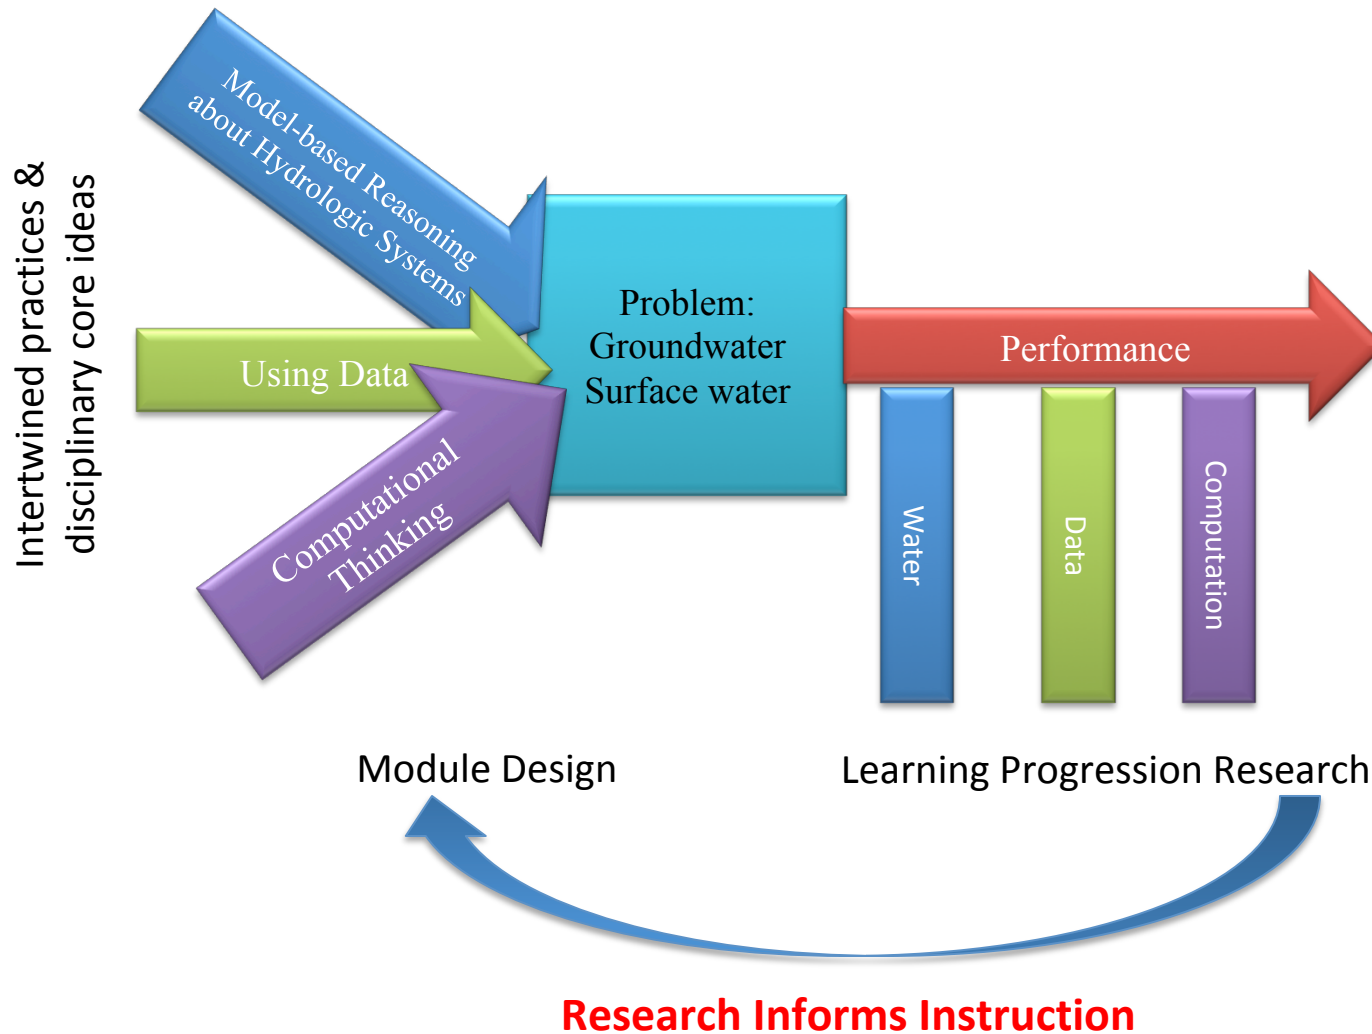 Intertwined practices &
disciplinary core ideas
Model-based Reasoning
about Hydrologic Systems
Using Data
Computational
Thinking
Problem:
Groundwater
Surface water
Performance
Water
Data
Computation
Module Design
Learning Progression Research
Research Informs Instruction